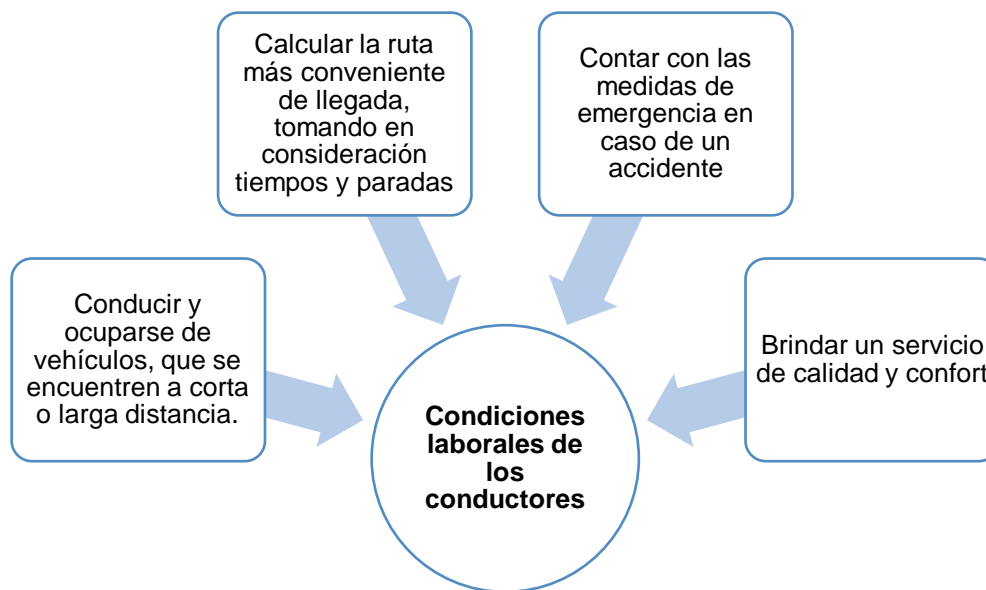 Calcular la ruta
más conveniente
de llegada,
tomando en
consideración
tiempos y paradas
Contar con las
medidas de
emergencia en
caso de un
accidente
Conducir y
ocuparse de
vehículos, que se
encuentren a corta
o larga distancia.
Brindar un servicio
de calidad y confort
Condiciones
laborales de
los
conductores